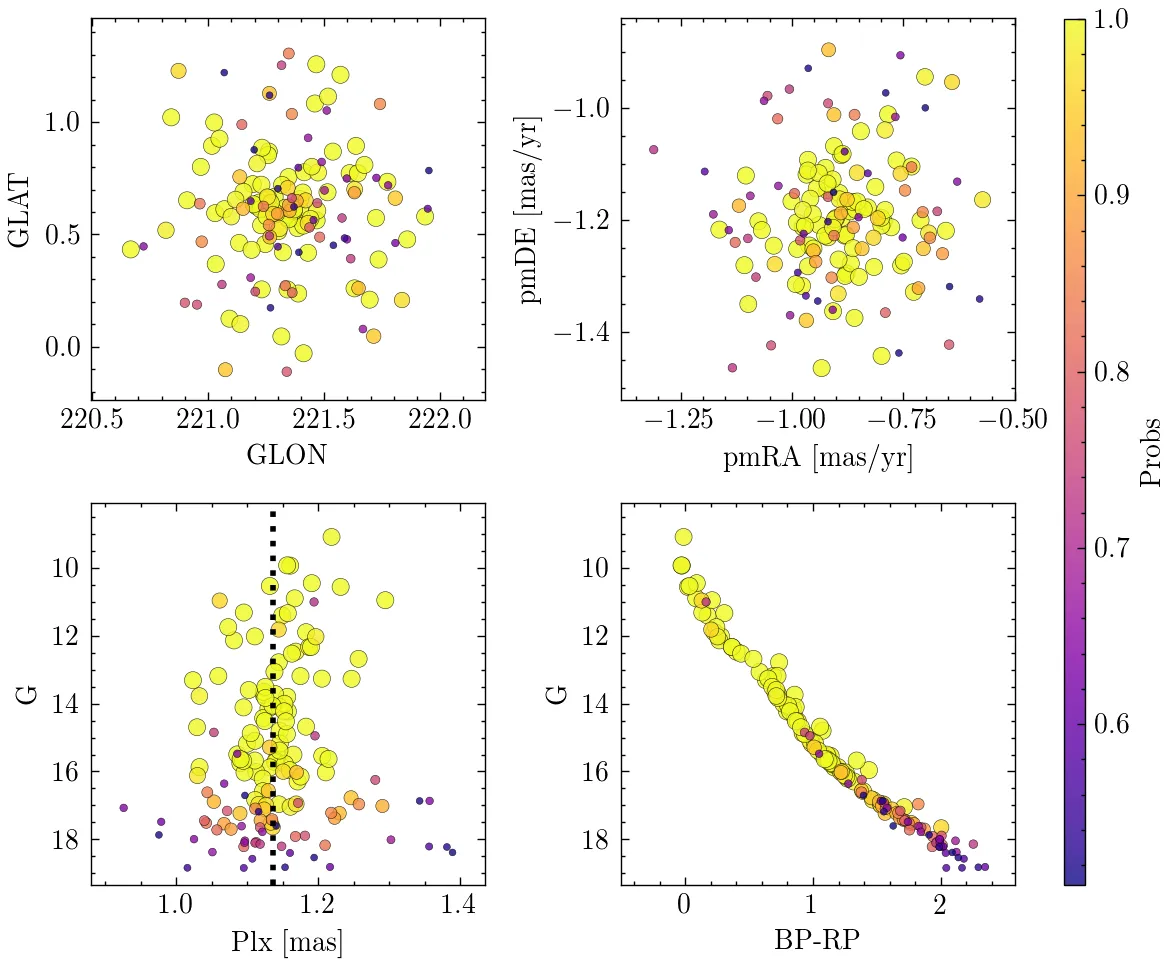 1.0
0.5
0.0
GLAT
220.5 221.0 221.5 222.0
GLON
−1.0
−1.2
−1.4
pmDE [mas/yr]
−1.25 −1.00 −0.75 −0.50
pmRA [mas/yr]
10
12
14
16
18
G
1.0 1.2 1.4
Plx [mas]
10
12
14
16
18
G
0 1 2
BP-RP
1.0
0.9
0.8
0.7
0.6
Probs